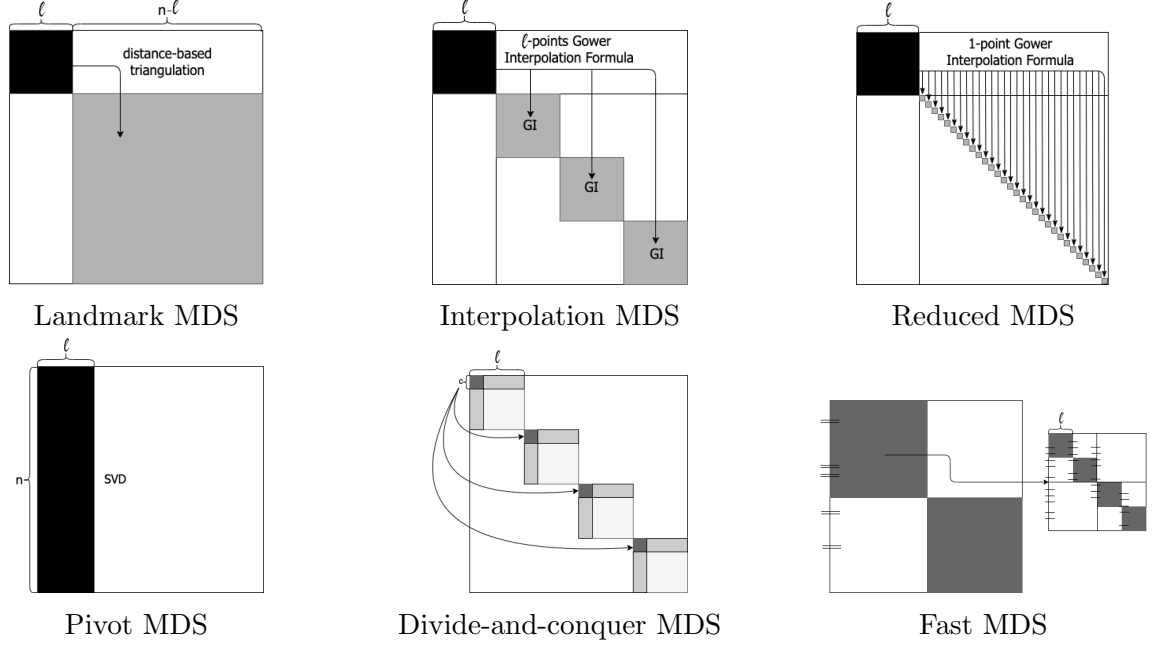 ℓ
n-ℓ
distance-based
triangulation
Landmark MDS
ℓ
ℓ-points Gower
Interpolation Formula
GI
GI
GI
Interpolation MDS
ℓ
1-point Gower
Interpolation Formula
Reduced MDS
ℓ
n
SVD
Pivot MDS
ℓ
c
Divide-and-conquer MDS
ℓ
Fast MDS